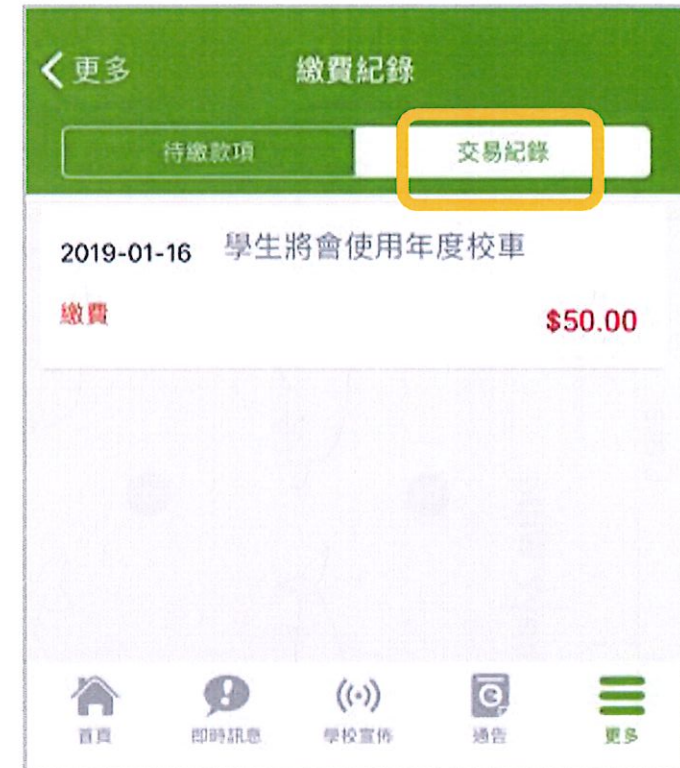 更多 繳費紀錄
待繳款項 交易紀錄
2019-01-16 學生將會使用年度校車
繳費 $50.00
首頁 即時訊息 學校宣佈 通告 更多